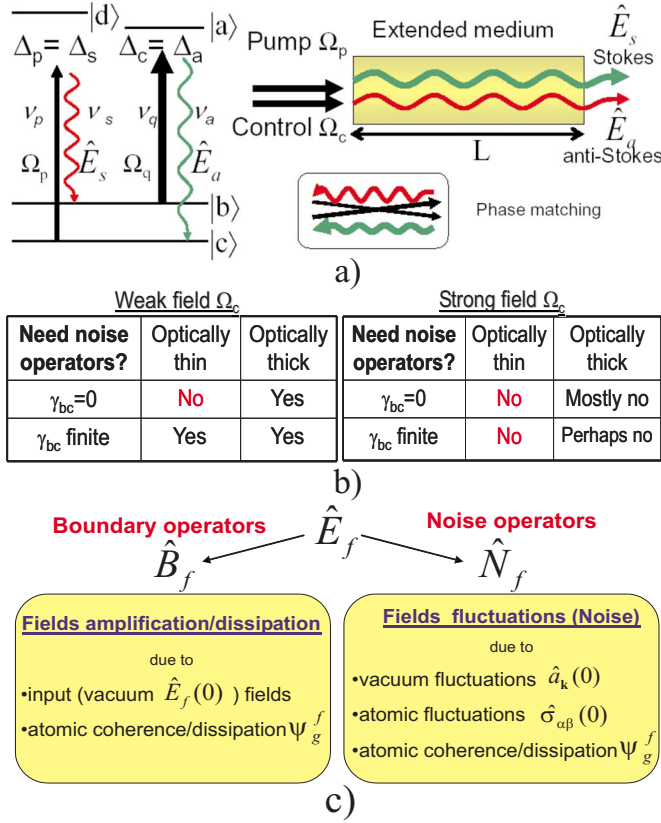 |d⟩ |a⟩
Δp = Δs Δc = Δa
νp νs νq νa
Ωp Ês Ωq Êa
|b⟩
|c⟩
Pump Ωp
Control Ωc
Extended medium
Ês
Stokes
Êa
anti-Stokes
L
Phase matching
a)
Weak field Ωc
Need noise operators? Optically thin Optically thick
γbc=0 No Yes
γbc finite Yes Yes
Strong field Ωc
Need noise operators? Optically thin Optically thick
γbc=0 No Mostly no
γbc finite No Perhaps no
b)
Boundary operators Êf Noise operators
B̂f N̂f
Fields amplification/dissipation
due to
•input (vacuum Êf(0) ) fields
•atomic coherence/dissipation Ψgf
Fields fluctuations (Noise)
due to
•vacuum fluctuations âk(0)
•atomic fluctuations σ̂αβ(0)
•atomic coherence/dissipation Ψgf
c)